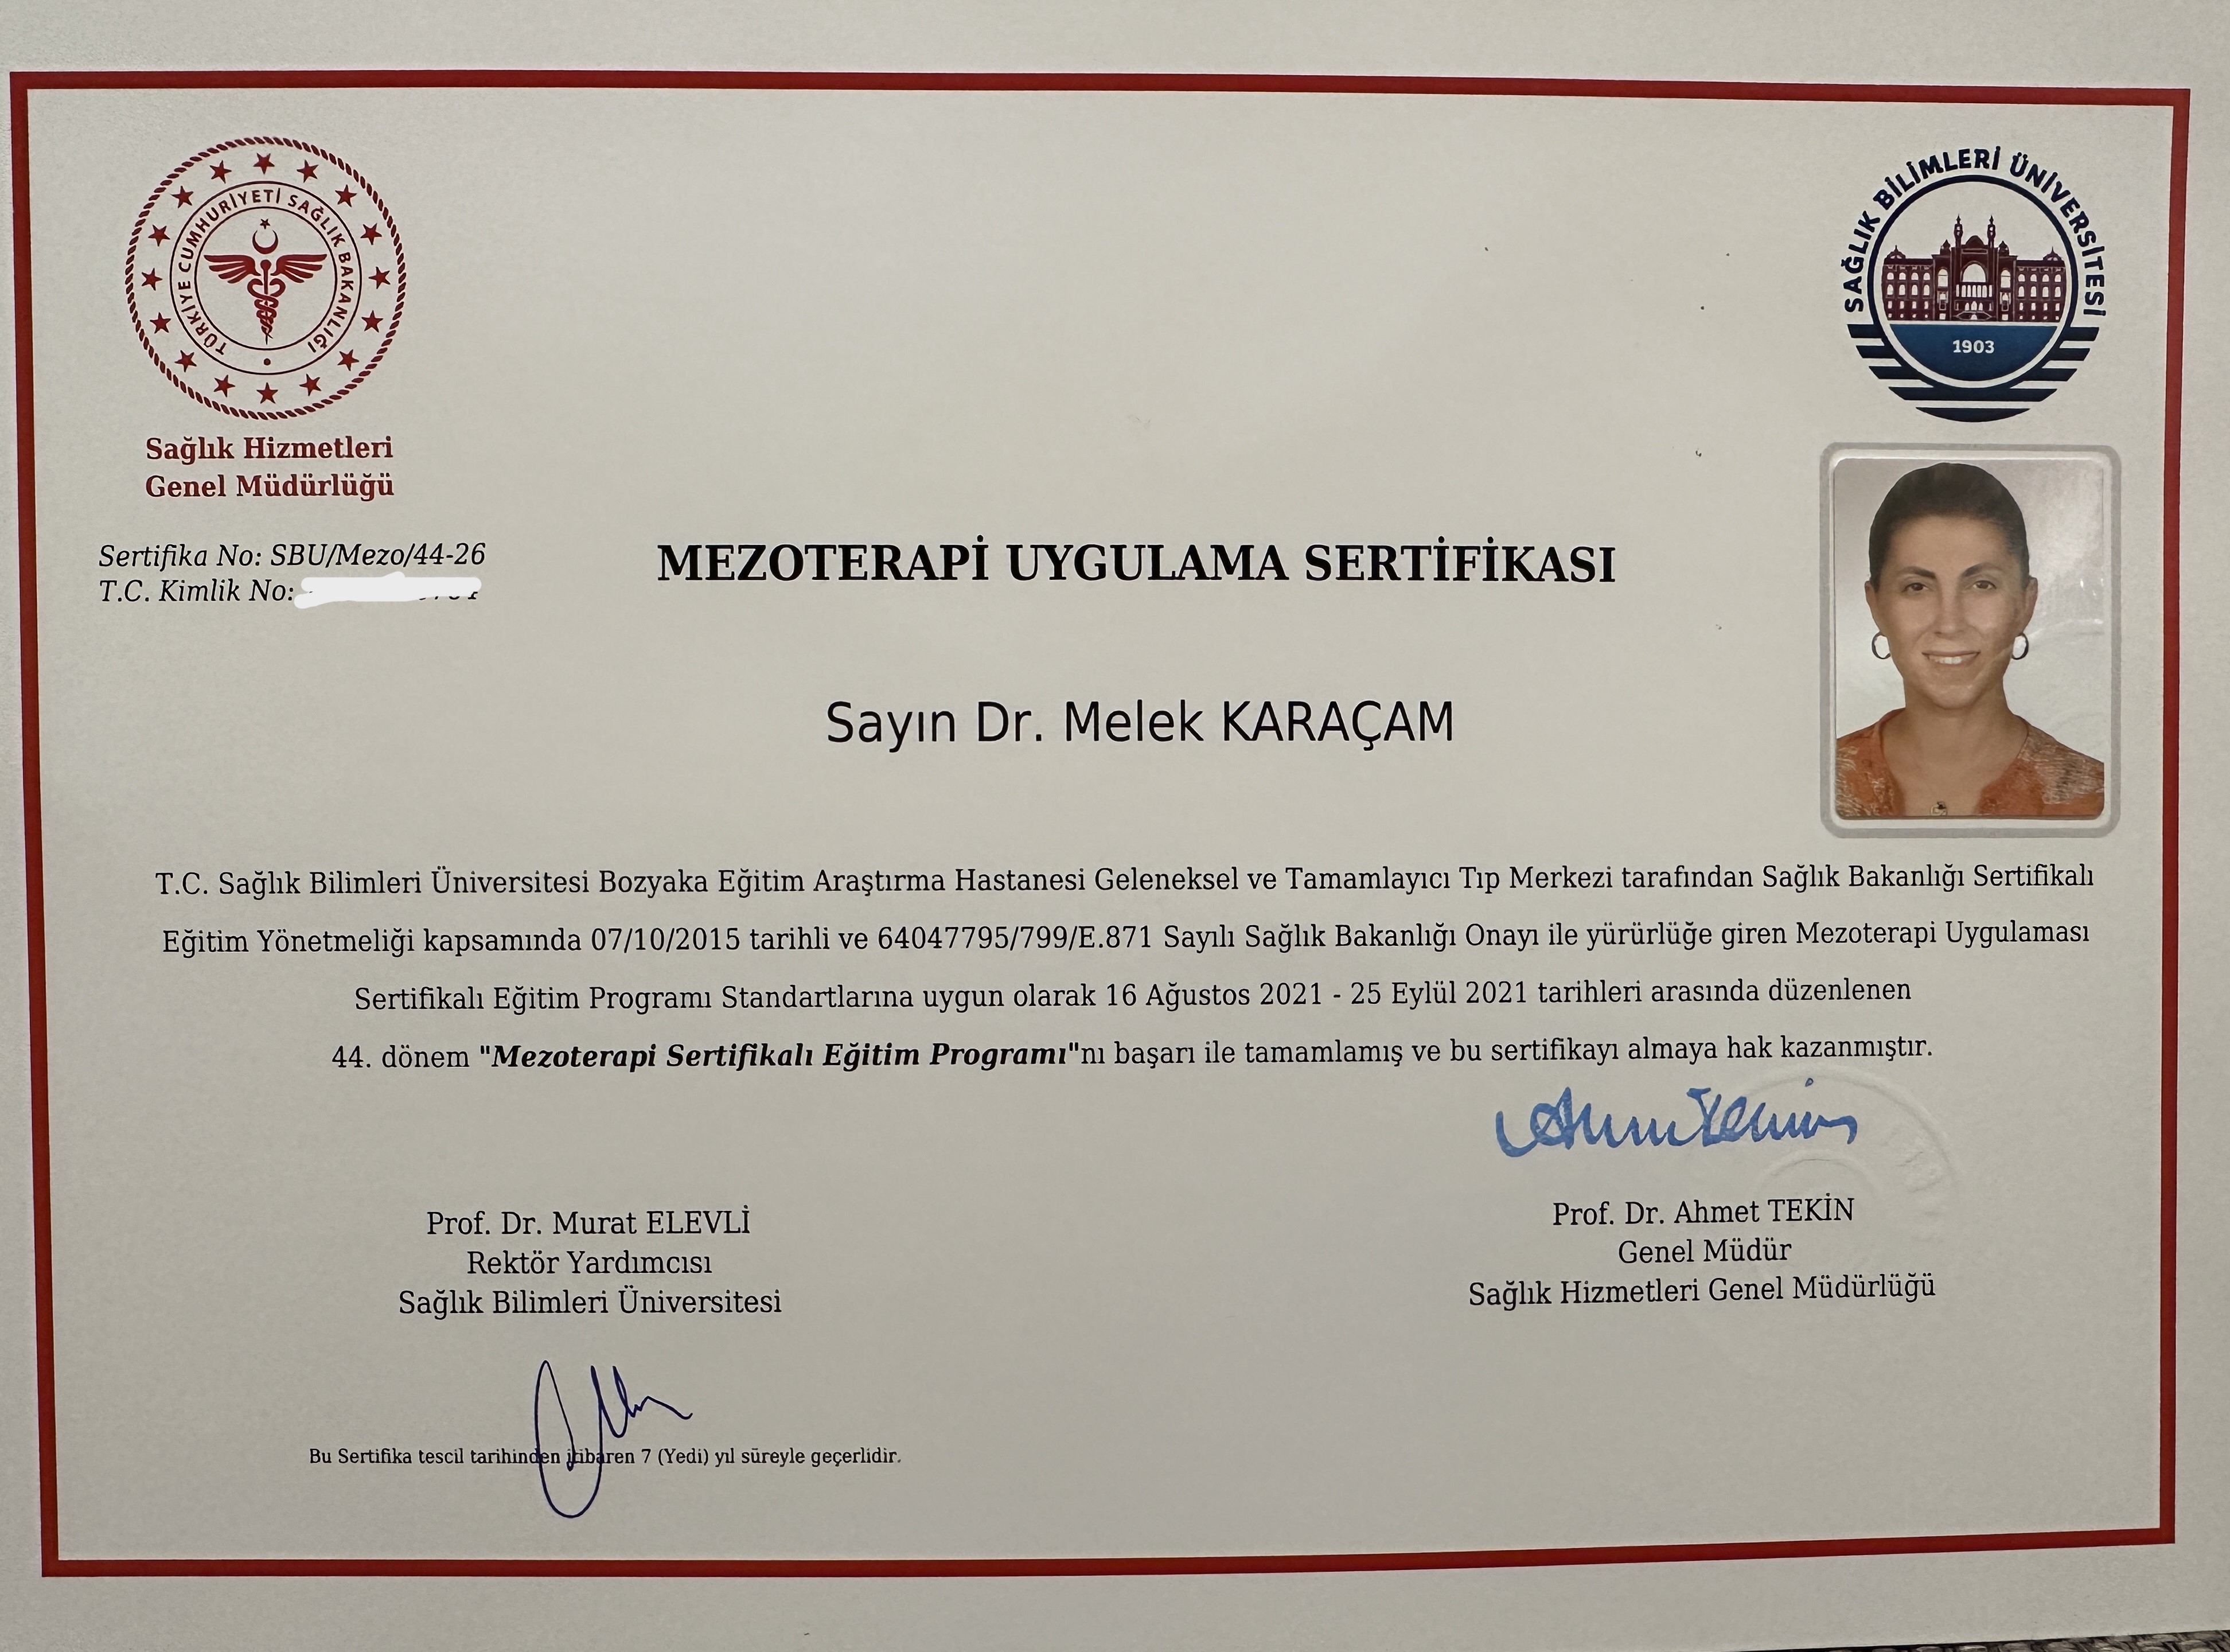 TÜRKİYE CUMHURİYETİ SAĞLIK BAKANLIĞI
Sağlık Hizmetleri
Genel Müdürlüğü
SAĞLIK BİLİMLERİ ÜNİVERSİTESİ
1903
Sertifika No: SBU/Mezo/44-26
T.C. Kimlik No:
MEZOTERAPİ UYGULAMA SERTİFİKASI
Sayın Dr. Melek KARAÇAM
T.C. Sağlık Bilimleri Üniversitesi Bozyaka Eğitim Araştırma Hastanesi Geleneksel ve Tamamlayıcı Tıp Merkezi tarafından Sağlık Bakanlığı Sertifikalı
Eğitim Yönetmeliği kapsamında 07/10/2015 tarihli ve 64047795/799/E.871 Sayılı Sağlık Bakanlığı Onayı ile yürürlüğe giren Mezoterapi Uygulaması
Sertifikalı Eğitim Programı Standartlarına uygun olarak 16 Ağustos 2021 - 25 Eylül 2021 tarihleri arasında düzenlenen
44. dönem "Mezoterapi Sertifikalı Eğitim Programı"nı başarı ile tamamlamış ve bu sertifikayı almaya hak kazanmıştır.
Prof. Dr. Murat ELEVLİ
Rektör Yardımcısı
Sağlık Bilimleri Üniversitesi
Prof. Dr. Ahmet TEKİN
Genel Müdür
Sağlık Hizmetleri Genel Müdürlüğü
Bu Sertifika tescil tarihinden itibaren 7 (Yedi) yıl süreyle geçerlidir.